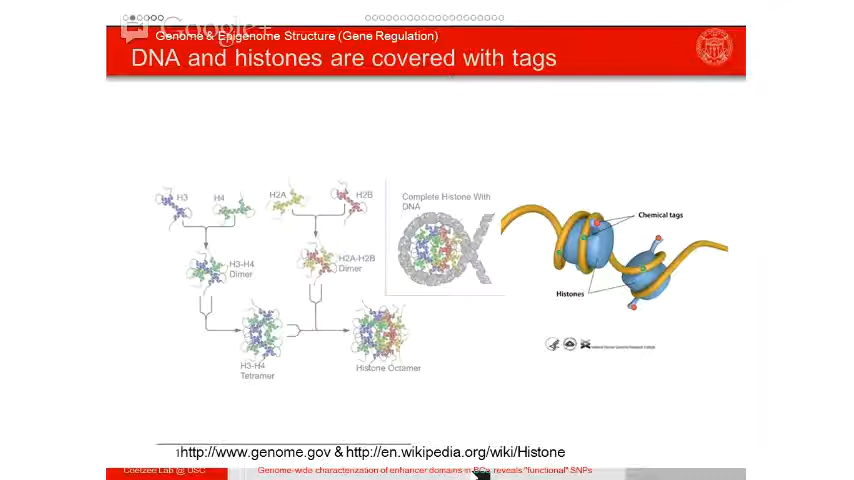 Google+
Genome & Epigenome Structure (Gene Regulation)
DNA and histones are covered with tags
H3
H4
H2A
H2B
Complete Histone With
DNA
Chemical tags
H3-H4
Dimer
H2A-H2B
Dimer
Histones
H3-H4
Tetramer
Histone Octamer
http://www.genome.gov & http://en.wikipedia.org/wiki/Histone
Coetzee Lab @ USC
Genome-wide characterization of enhancer domains in PCa reveals "functional" SNPs